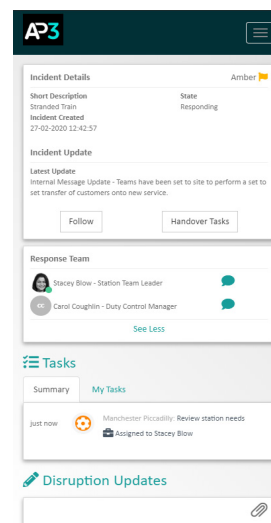 AP3
Incident Details
Amber
Short Description
State
Stranded Train
Responding
Incident Created
27-02-2020 12:42:57
Incident Update
Latest Update
Internal Message Update - Teams have been set to site to perform a set to
set transfer of customers onto new service.
Follow
Handover Tasks
Response Team
Stacey Blow - Station Team Leader
CC
Carol Coughlin - Duty Control Manager
See Less
Tasks
Summary
My Tasks
just now
Manchester Piccadilly: Review station needs
Assigned to Stacey Blow
Disruption Updates